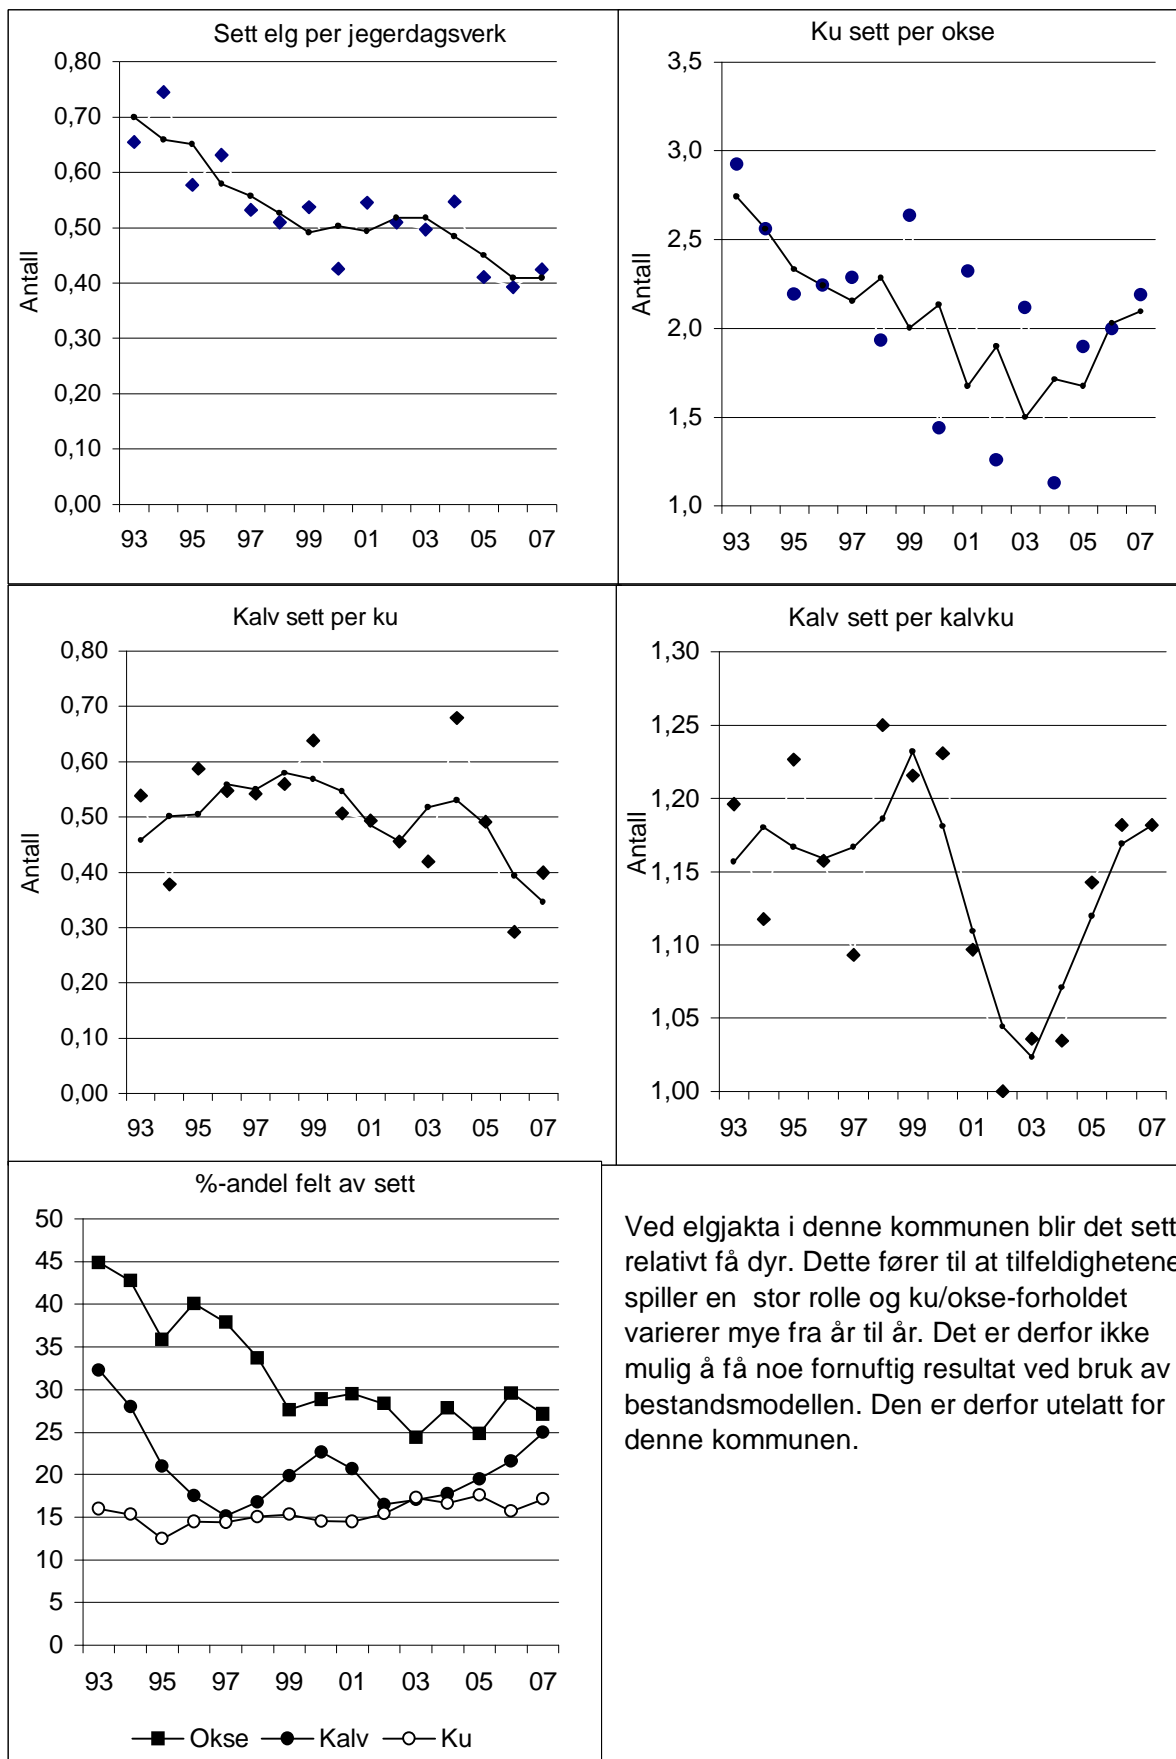 Sett elg per jegerdagsverk
0,80
0,70
0,60
0,50
0,40
0,30
0,20
0,10
0,00
Antall
93 95 97 99 01 03 05 07
Ku sett per okse
3,5
3,0
2,5
2,0
1,5
1,0
Antall
93 95 97 99 01 03 05 07
Kalv sett per ku
0,80
0,70
0,60
0,50
0,40
0,30
0,20
0,10
0,00
Antall
93 95 97 99 01 03 05 07
Kalv sett per kalvku
1,30
1,25
1,20
1,15
1,10
1,05
1,00
Antall
93 95 97 99 01 03 05 07
%-andel felt av sett
50
45
40
35
30
25
20
15
10
5
0
93 95 97 99 01 03 05 07
Okse Kalv Ku
Ved elgjakta i denne kommunen blir det sett
relativt få dyr. Dette fører til at tilfeldighetene
spiller en stor rolle og ku/okse-forholdet
varierer mye fra år til år. Det er derfor ikke
mulig å få noe fornuftig resultat ved bruk av
bestandsmodellen. Den er derfor utelatt for
denne kommunen.